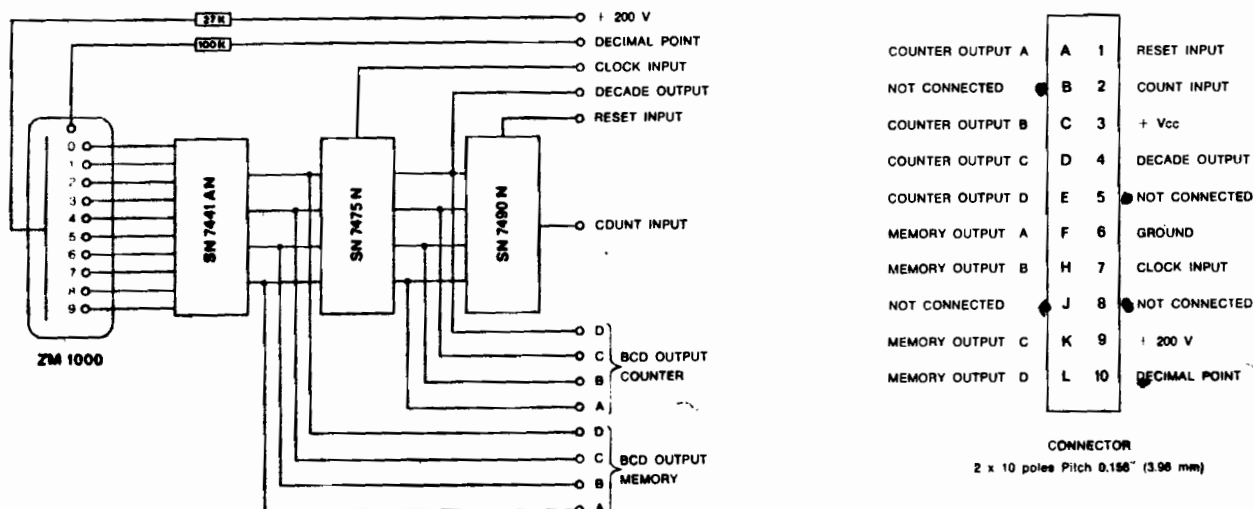 27K
+ 200 V
100K
DECIMAL POINT
CLOCK INPUT
DECADE OUTPUT
RESET INPUT
0
1
2
3
4
5
6
7
8
9
ZM 1000
SN 7441 AN
SN 7475 N
SN 7490 N
COUNT INPUT
D
C
B
A
BCD OUTPUT
COUNTER
D
C
B
A
BCD OUTPUT
MEMORY
COUNTER OUTPUT A A 1 RESET INPUT
NOT CONNECTED B 2 COUNT INPUT
COUNTER OUTPUT B C 3 + Vcc
COUNTER OUTPUT C D 4 DECADE OUTPUT
COUNTER OUTPUT D E 5 NOT CONNECTED
MEMORY OUTPUT A F 6 GROUND
MEMORY OUTPUT B H 7 CLOCK INPUT
NOT CONNECTED J 8 NOT CONNECTED
MEMORY OUTPUT C K 9 + 200 V
MEMORY OUTPUT D L 10 DECIMAL POINT
CONNECTOR
2 x 10 poles Pitch 0.156" (3.96 mm)